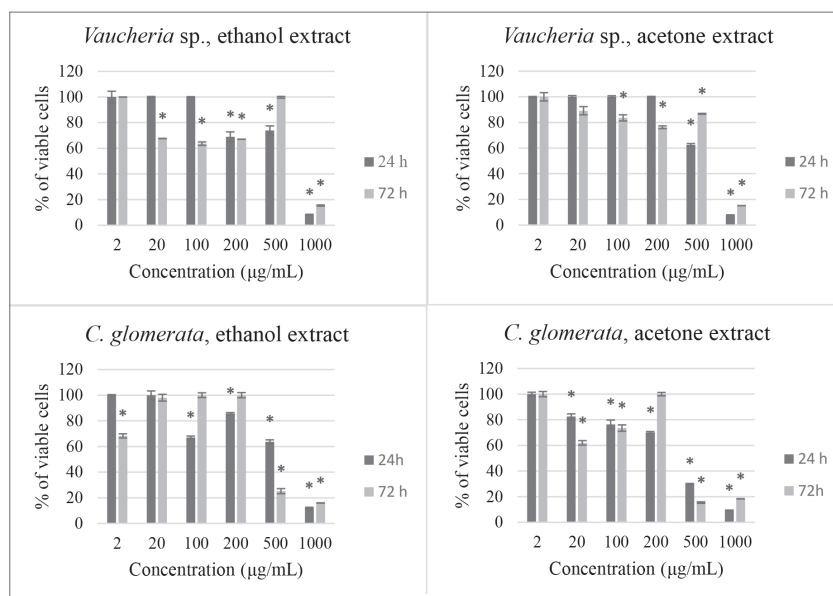 Vaucheria sp., ethanol extract
120
100
80
60
40
20
0
% of viable cells
* * * * * * *
2 20 100 200 500 1000
Concentration (μg/mL)
24 h
72 h
Vaucheria sp., acetone extract
120
100
80
60
40
20
0
% of viable cells
* * * * * *
2 20 100 200 500 1000
Concentration (μg/mL)
24 h
72 h
C. glomerata, ethanol extract
120
100
80
60
40
20
0
% of viable cells
* * * * * * *
2 20 100 200 500 1000
Concentration (μg/mL)
24h
72 h
C. glomerata, acetone extract
120
100
80
60
40
20
0
% of viable cells
* * * * * * * * *
2 20 100 200 500 1000
Concentration (μg/mL)
24 h
72h